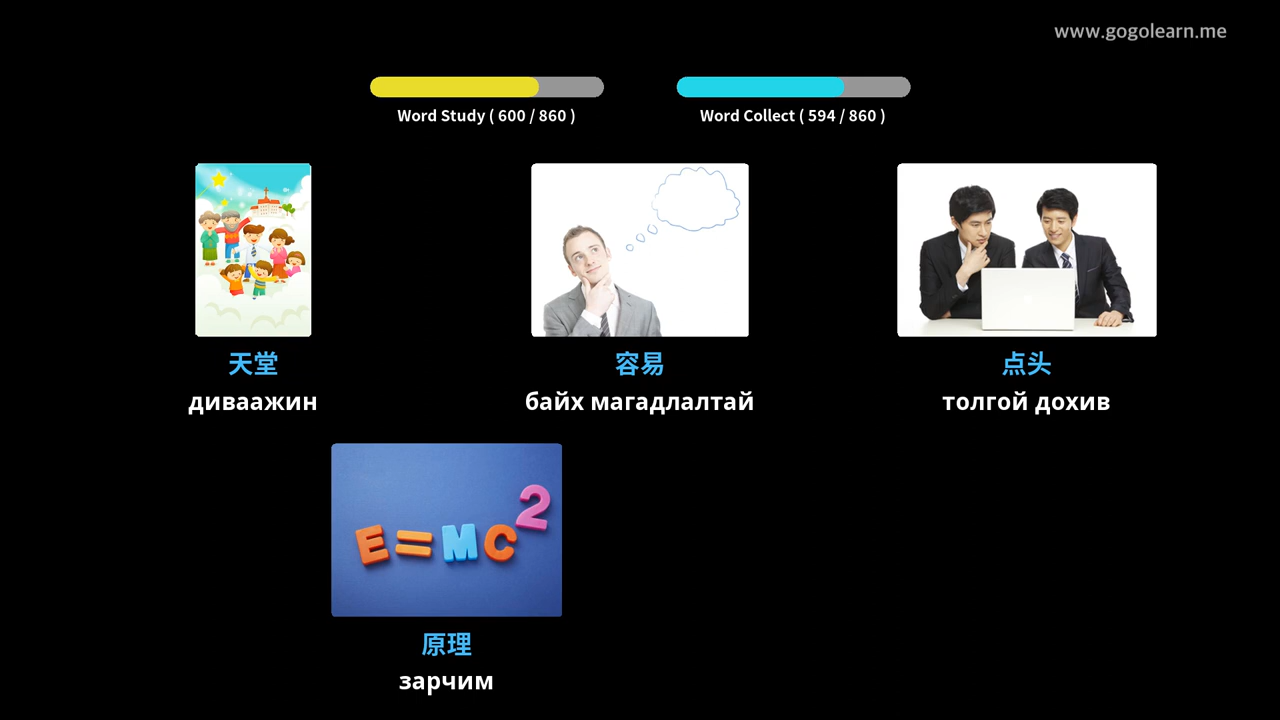 www.gogolearn.me
Word Study ( 600 / 860 )
Word Collect ( 594 / 860 )
天堂
диваажин
容易
байх магадлалтай
点头
толгой дохив
E=MC2
原理
зарчим